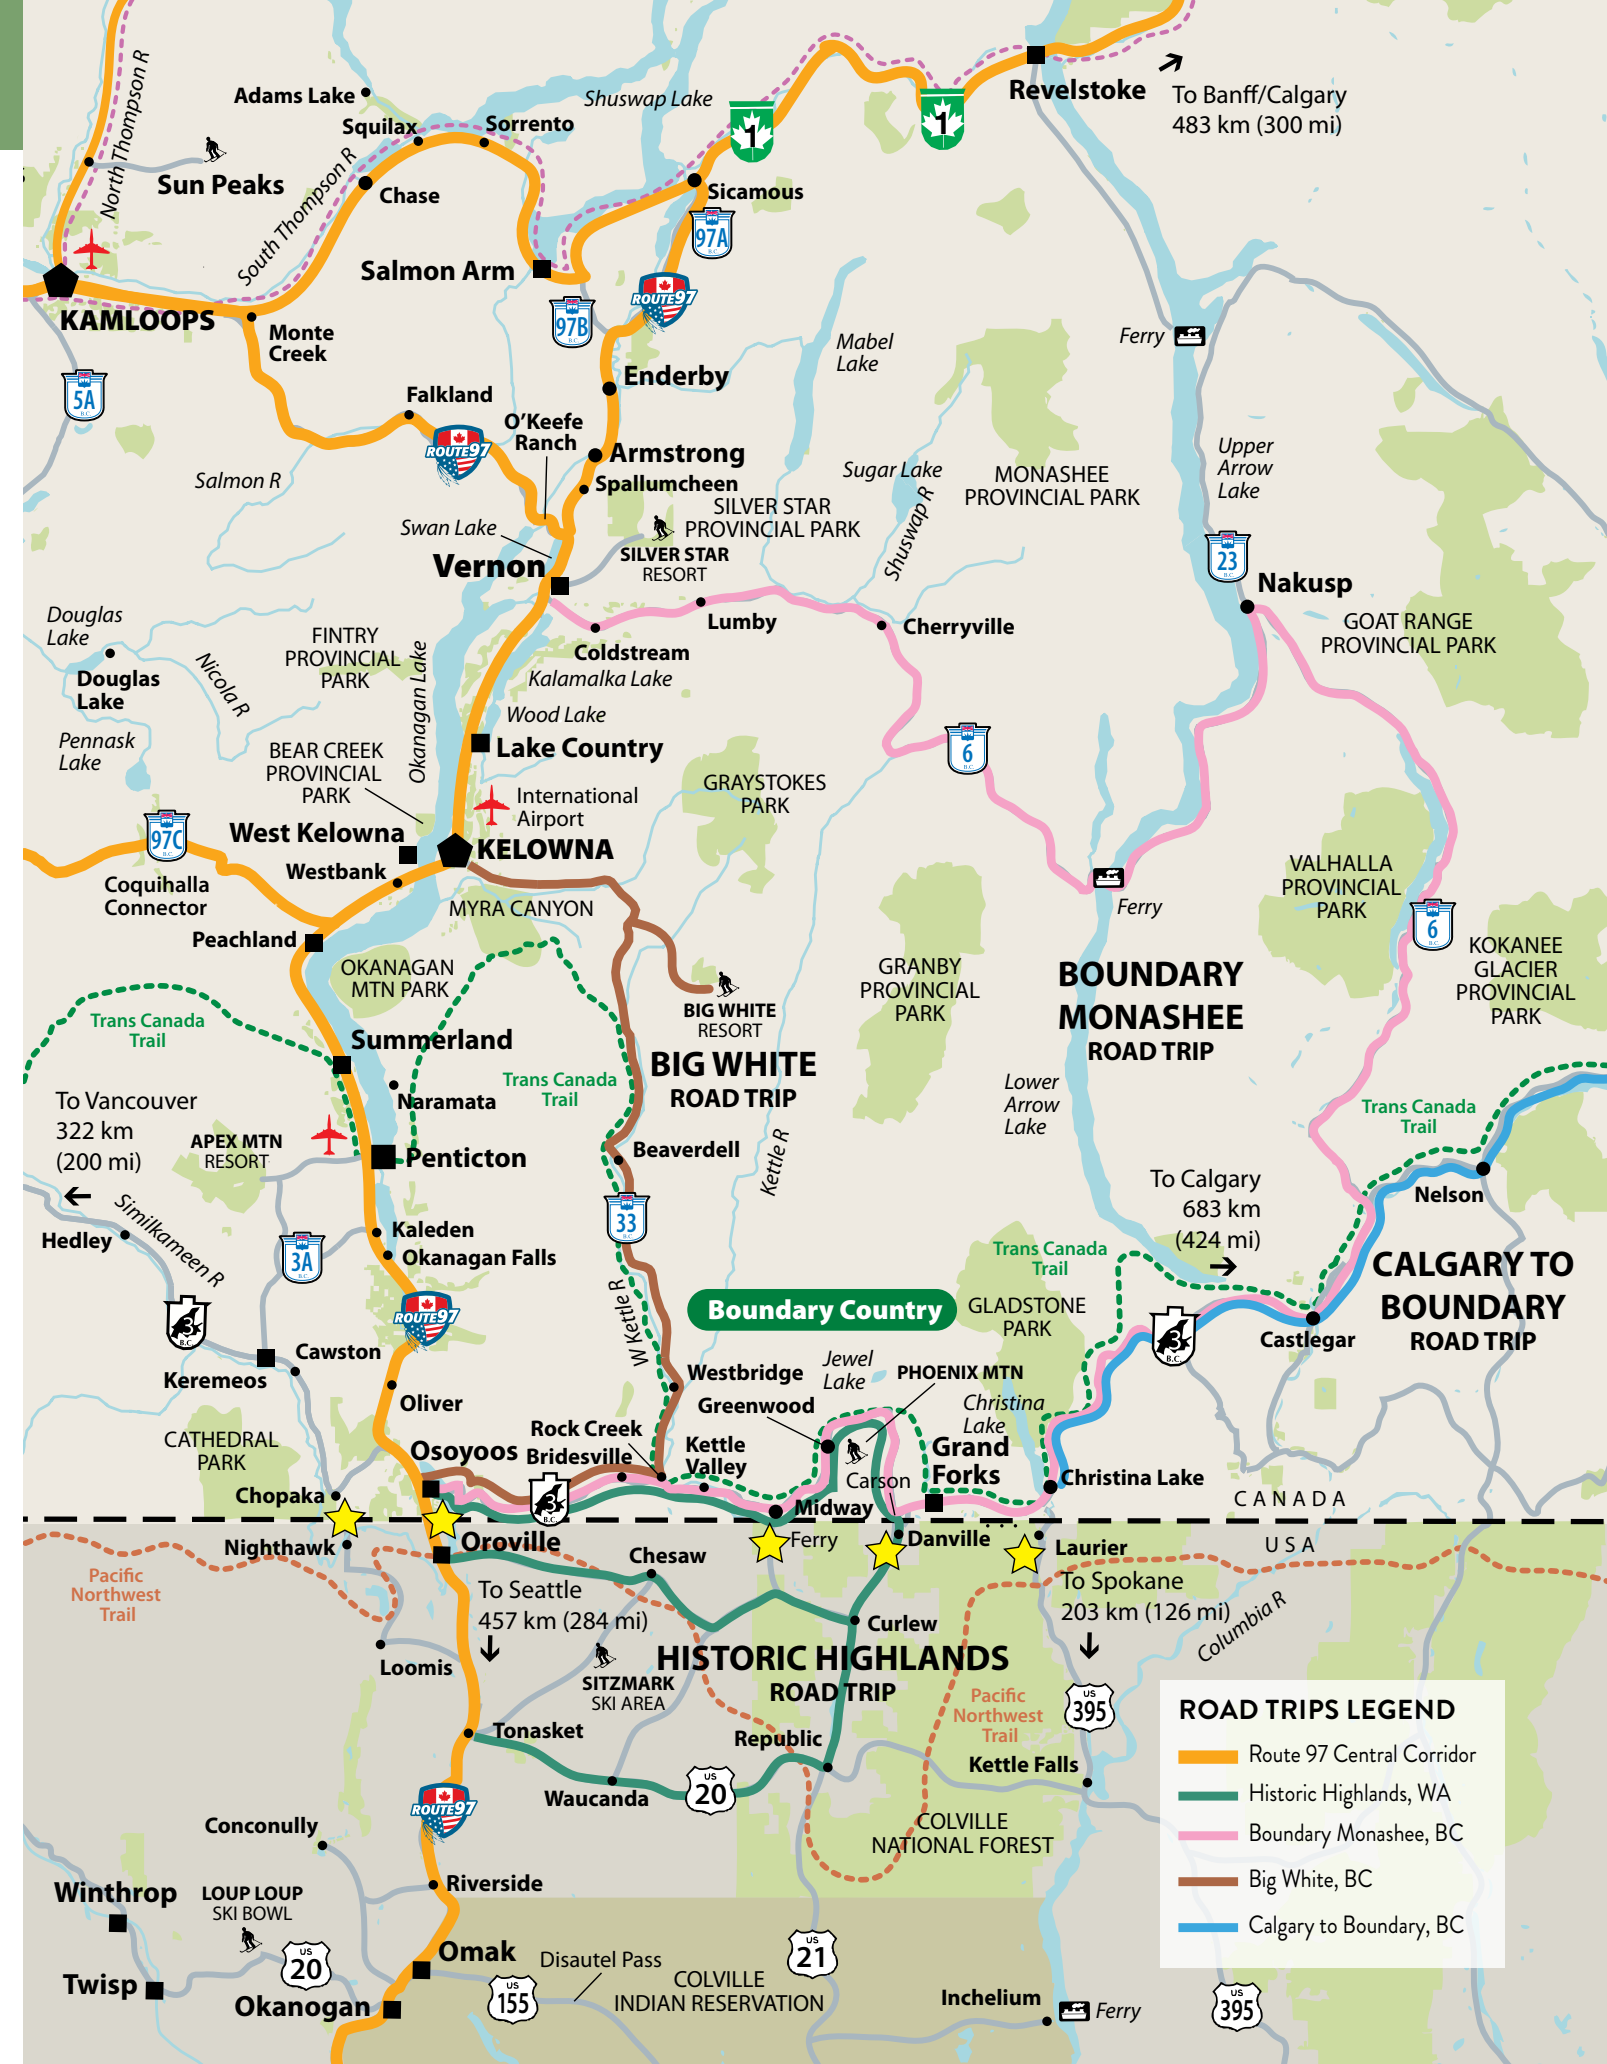 North Thompson R
Adams Lake
Shuswap Lake
Revelstoke
To Banff/Calgary
483 km (300 mi)
Squilax
Sorrento
1
1
Sun Peaks
South Thompson R
Chase
Sicamous
97A
B.C.
Salmon Arm
ROUTE97
97B
B.C.
KAMLOOPS
Monte
Creek
Ferry
Mabel
Lake
5A
B.C.
Enderby
Falkland
O'Keefe
Ranch
ROUTE97
Armstrong
Spallumcheen
Salmon R
Sugar Lake
Shuswap R
MONASHEE
PROVINCIAL PARK
Upper
Arrow
Lake
SILVER STAR
PROVINCIAL PARK
Swan Lake
Vernon
SILVER STAR
RESORT
23
B.C.
Nakusp
Douglas
Lake
Douglas
Lake
Nicola R
FINTRY
PROVINCIAL
PARK
Okanagan Lake
Lumby
Cherryville
GOAT RANGE
PROVINCIAL PARK
Coldstream
Kalamalka Lake
Wood Lake
Pennask
Lake
BEAR CREEK
PROVINCIAL
PARK
Lake Country
6
B.C.
GRAYSTOKES
PARK
International
Airport
97C
B.C.
West Kelowna
KELOWNA
Westbank
Coquihalla
Connector
VALHALLA
PROVINCIAL
PARK
Ferry
MYRA CANYON
Peachland
6
B.C.
KOKANEE
GLACIER
PROVINCIAL
PARK
OKANAGAN
MTN PARK
GRANBY
PROVINCIAL
PARK
BOUNDARY
MONASHEE
ROAD TRIP
BIG WHITE
RESORT
Trans Canada
Trail
Summerland
BIG WHITE
ROAD TRIP
Trans Canada
Trail
Naramata
Lower
Arrow
Lake
Trans Canada
Trail
To Vancouver
322 km
(200 mi)
APEX MTN
RESORT
Penticton
Beaverdell
Kettle R
To Calgary
683 km
(424 mi)
Nelson
Similkameen R
Hedley
33
B.C.
3A
B.C.
Kaleden
Okanagan Falls
Trans Canada
Trail
CALGARY TO
BOUNDARY
ROAD TRIP
W Kettle R
Boundary Country
GLADSTONE
PARK
ROUTE97
3
B.C.
3
B.C.
Castlegar
Cawston
Keremeos
Jewel
Lake
PHOENIX MTN
Westbridge
Greenwood
Christina
Lake
Oliver
Rock Creek
Bridesville
Kettle
Valley
Grand
Forks
Carson
CATHEDRAL
PARK
Osoyoos
Chopaka
3
B.C.
Midway
Christina Lake
CANADA
USA
Nighthawk
Oroville
Ferry
Danville
Laurier
Chesaw
Pacific
Northwest
Trail
To Seattle
457 km (284 mi)
To Spokane
203 km (126 mi)
Columbia R
Curlew
Loomis
HISTORIC HIGHLANDS
ROAD TRIP
SITZMARK
SKI AREA
Pacific
Northwest
Trail
US
395
Tonasket
Republic
Kettle Falls
Waucanda
US
20
ROUTE97
Conconully
COLVILLE
NATIONAL FOREST
ROAD TRIPS LEGEND
Route 97 Central Corridor
Historic Highlands, WA
Boundary Monashee, BC
Big White, BC
Calgary to Boundary, BC
Riverside
Winthrop
LOUP LOUP
SKI BOWL
US
20
Omak
Disautel Pass
US
21
Twisp
Okanogan
US
155
COLVILLE
INDIAN RESERVATION
Inchelium
Ferry
US
395